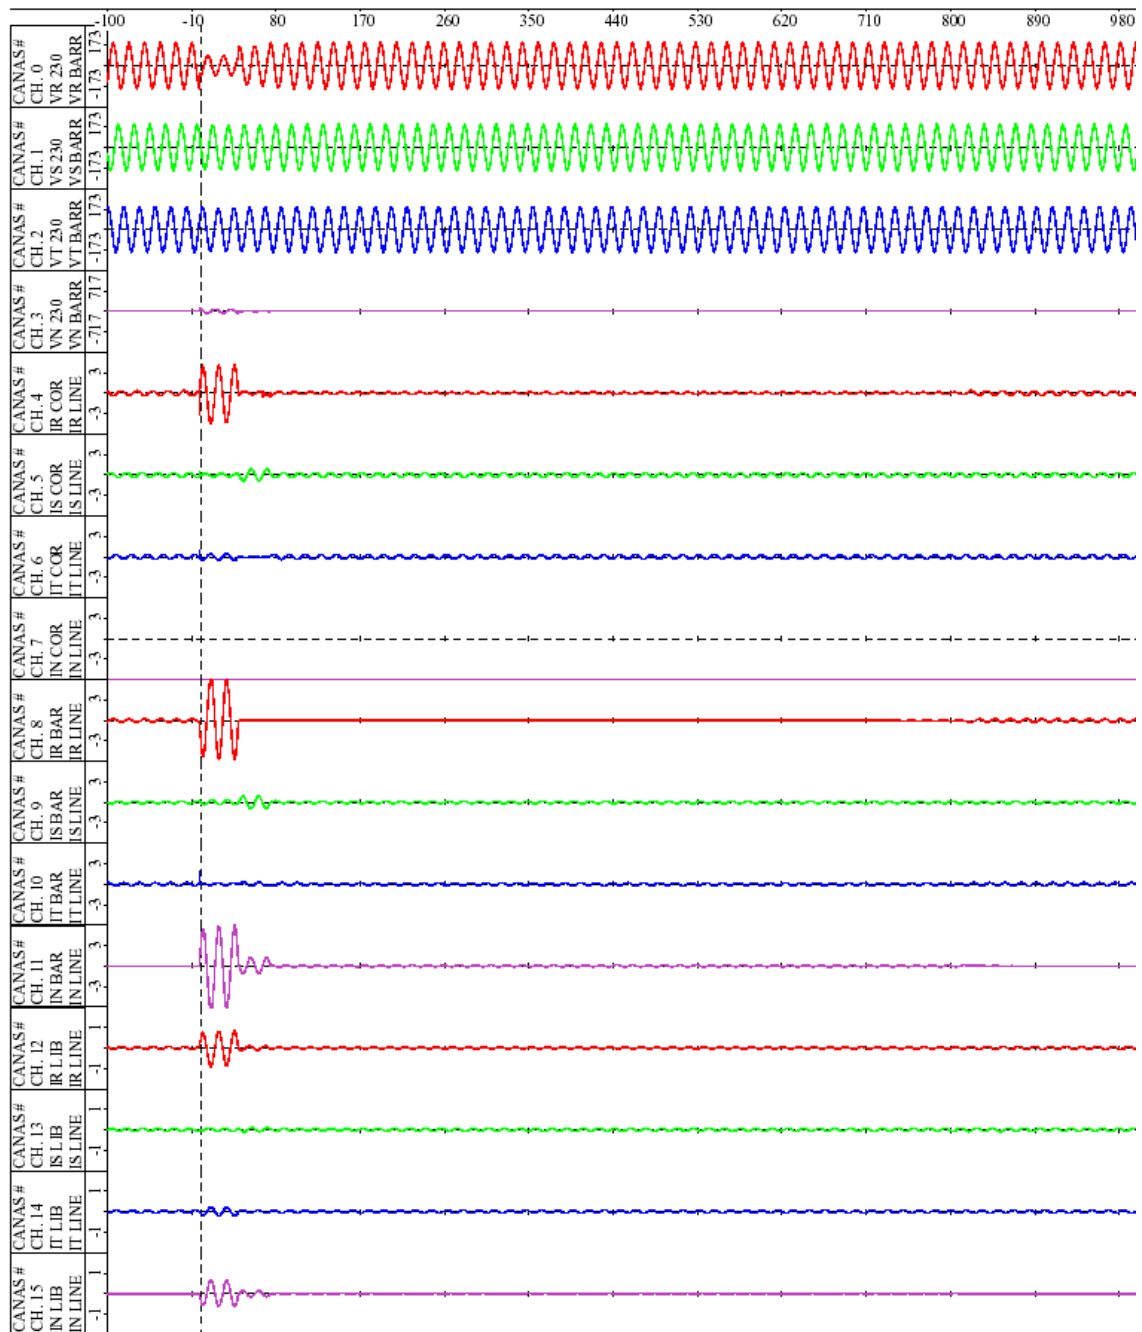 -100 -10 80 170 260 350 440 530 620 710 800 890 980
CANAS #
CH. 0
VR 230
VR BARR
-173 173
CANAS #
CH. 1
VS 230
VS BARR
-173 173
CANAS #
CH. 2
VT 230
VT BARR
-173 173
CANAS #
CH. 3
VN 230
VN BARR
-717 717
CANAS #
CH. 4
IR COR
IR LINE
-3 3
CANAS #
CH. 5
IS COR
IS LINE
-3 3
CANAS #
CH. 6
IT COR
IT LINE
-3 3
CANAS #
CH. 7
IN COR
IN LINE
-3 3
CANAS #
CH. 8
IR BAR
IR LINE
-3 3
CANAS #
CH. 9
IS BAR
IS LINE
-3 3
CANAS #
CH. 10
IT BAR
IT LINE
-3 3
CANAS #
CH. 11
IN BAR
IN LINE
-3 3
CANAS #
CH. 12
IR LIB
IR LINE
-1 1
CANAS #
CH. 13
IS LIB
IS LINE
-1 1
CANAS #
CH. 14
IT LIB
IT LINE
-1 1
CANAS #
CH. 15
IN LIB
IN LINE
-1 1